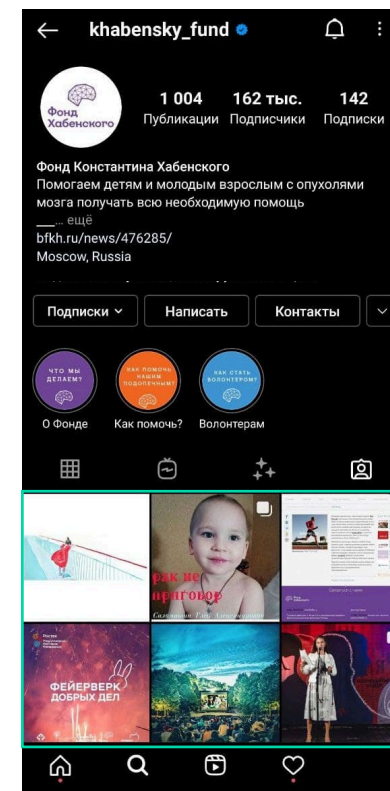 khabensky_fund
Фонд
Хабенского
1 004
Публикации
162 тыс.
Подписчики
142
Подписки
Фонд Константина Хабенского
Помогаем детям и молодым взрослым с опухолями
мозга получать всю необходимую помощь
___... ещё
bfkh.ru/news/476285/
Moscow, Russia
Подписки
Написать
Контакты
ЧТО МЫ
ДЕЛАЕМ?
КАК ПОМОЧЬ
НАШИМ
ПОДОПЕЧНЫМ?
КАК СТАТЬ
ВОЛОНТЕРОМ?
О Фонде
Как помочь?
Волонтерам
рак не
приговор
ФЕЙЕРВЕРК
ДОБРЫХ ДЕЛ